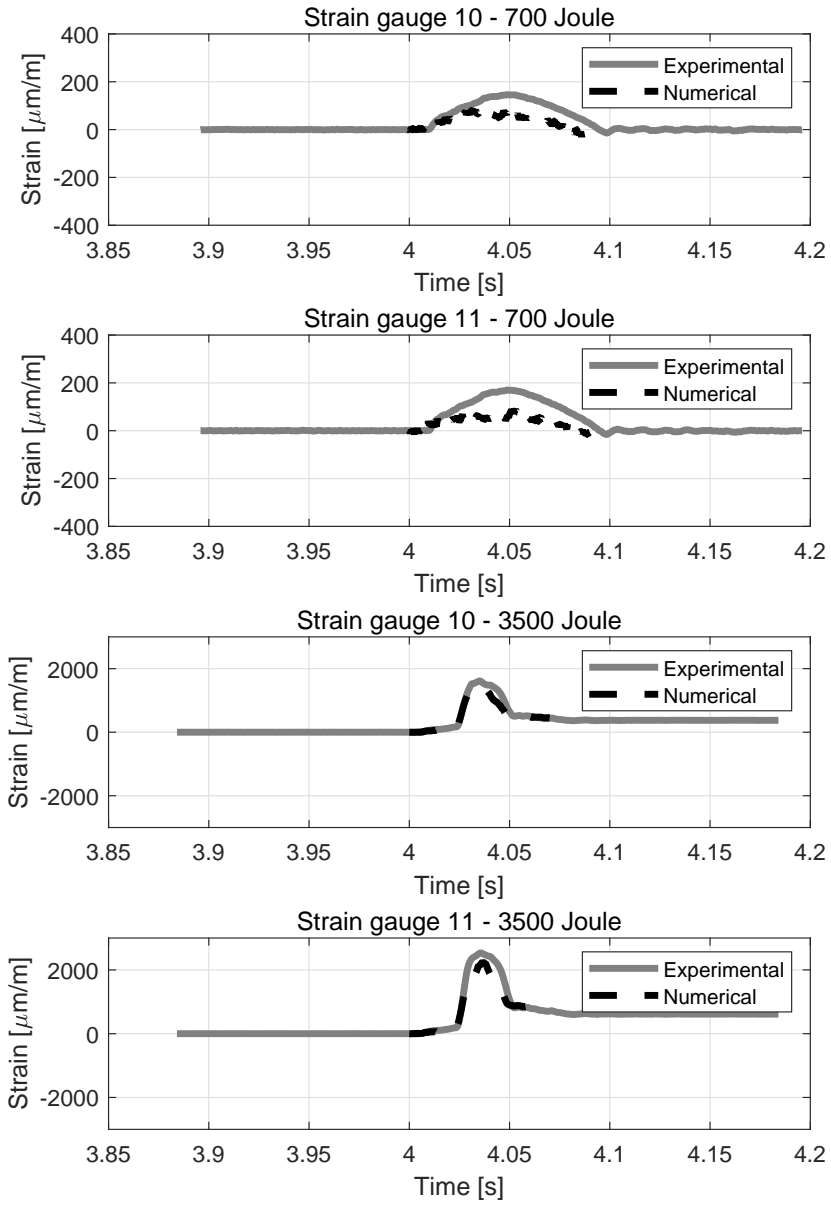 Strain gauge 10 - 700 Joule
Strain [μm/m]
400
200
0
-200
-400
Experimental
Numerical
3.85 3.9 3.95 4 4.05 4.1 4.15 4.2
Time [s]
Strain gauge 11 - 700 Joule
Strain [μm/m]
400
200
0
-200
-400
Experimental
Numerical
3.85 3.9 3.95 4 4.05 4.1 4.15 4.2
Time [s]
Strain gauge 10 - 3500 Joule
Strain [μm/m]
2000
0
-2000
Experimental
Numerical
3.85 3.9 3.95 4 4.05 4.1 4.15 4.2
Time [s]
Strain gauge 11 - 3500 Joule
Strain [μm/m]
2000
0
-2000
Experimental
Numerical
3.85 3.9 3.95 4 4.05 4.1 4.15 4.2
Time [s]